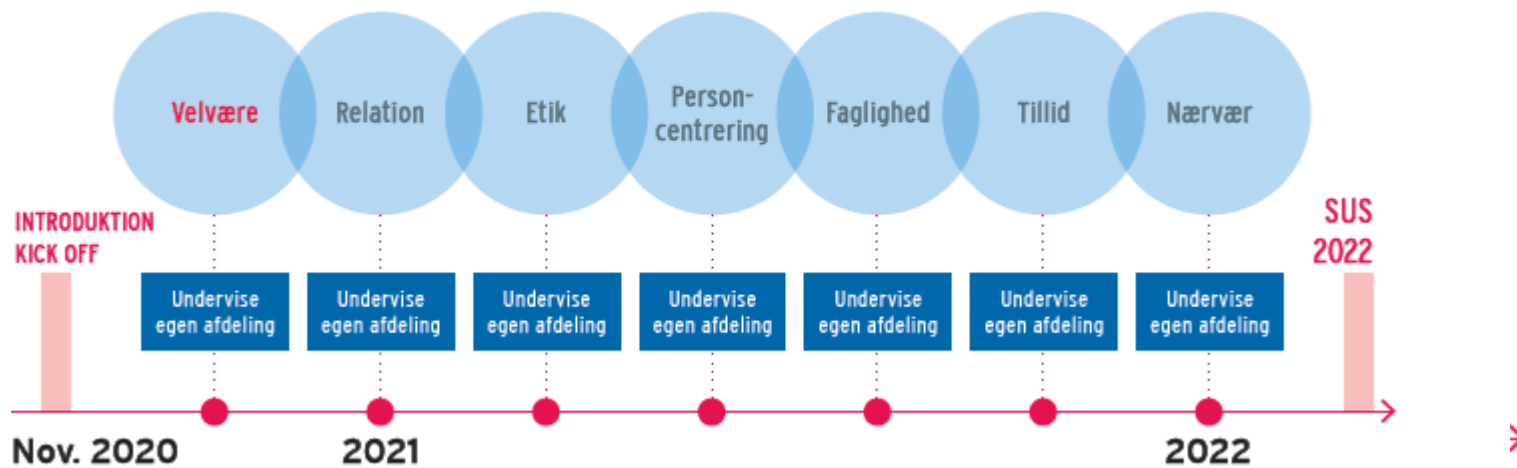 Velvære
Relation
Etik
Person-
centrering
Faglighed
Tillid
Nærvær
INTRODUKTION
KICK OFF
SUS
2022
Undervise
egen afdeling
Undervise
egen afdeling
Undervise
egen afdeling
Undervise
egen afdeling
Undervise
egen afdeling
Undervise
egen afdeling
Undervise
egen afdeling
Nov. 2020
2021
2022